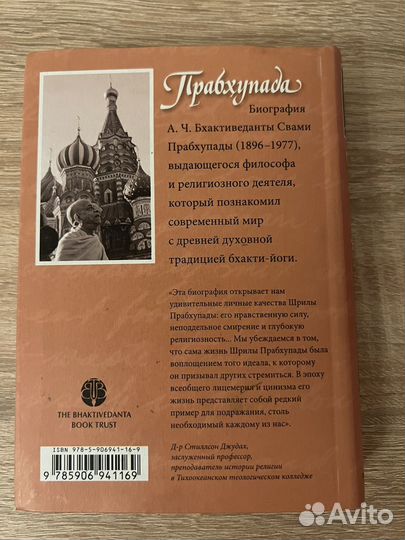 Прабхупада
Биография
А. Ч. Бхактиведанты Свами
Прабхупады (1896–1977),
выдающегося философа
и религиозного деятеля,
который познакомил
современный мир
с древней духовной
традицией бхакти-йоги.
«Эта биография открывает нам
удивительные личные качества Шрилы
Прабхупады: его нравственную силу,
неподдельное смирение и глубокую
религиозность... Мы убеждаемся в том,
что сама жизнь Шрилы Прабхупады была
воплощением того идеала, к которому
он призывал других стремиться. В эпоху
всеобщего лицемерия и цинизма его
жизнь представляет собой редкий
пример для подражания, столь
необходимый каждому из нас».
Д-р Стиллсон Джудах,
заслуженный профессор,
преподаватель истории религии
в Тихоокеанском теологическом колледже
THE BHAKTIVEDANTA
BOOK TRUST
ISBN 978-5-906941-16-9
9 785906 941169
Avito